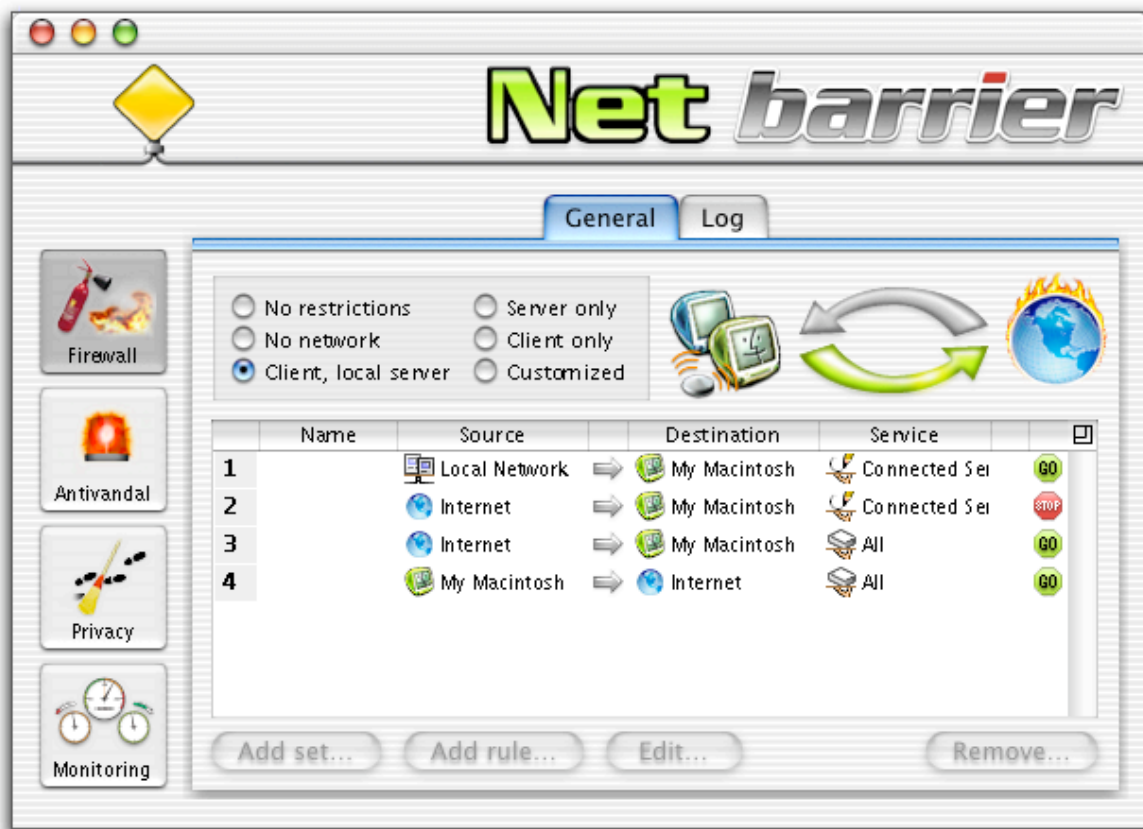 Net barrier
General Log
Firewall
Antivandal
Privacy
Monitoring
No restrictions Server only
No network Client only
Client, local server Customized
Name Source Destination Service
1 Local Network My Macintosh Connected Sei GO
2 Internet My Macintosh Connected Sei STOP
3 Internet My Macintosh All GO
4 My Macintosh Internet All GO
Add set... Add rule... Edit... Remove...